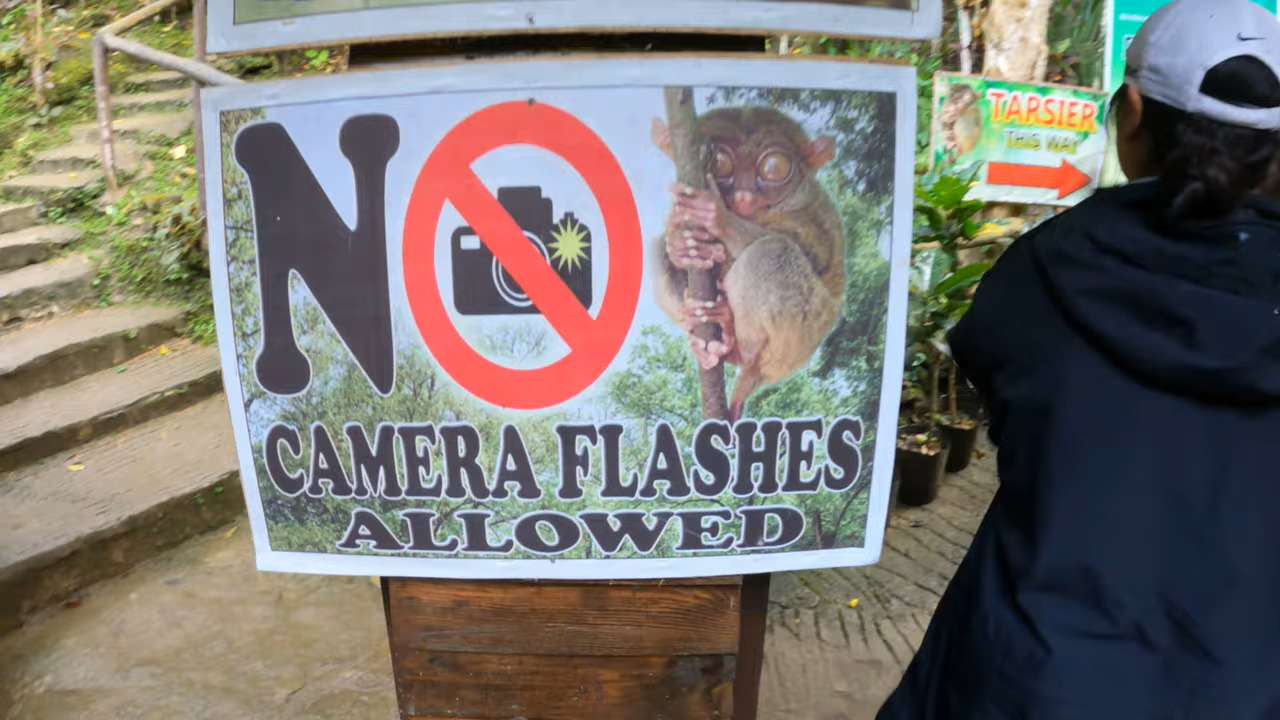 NO
CAMERA FLASHES
ALLOWED
TARSIER
THIS WAY